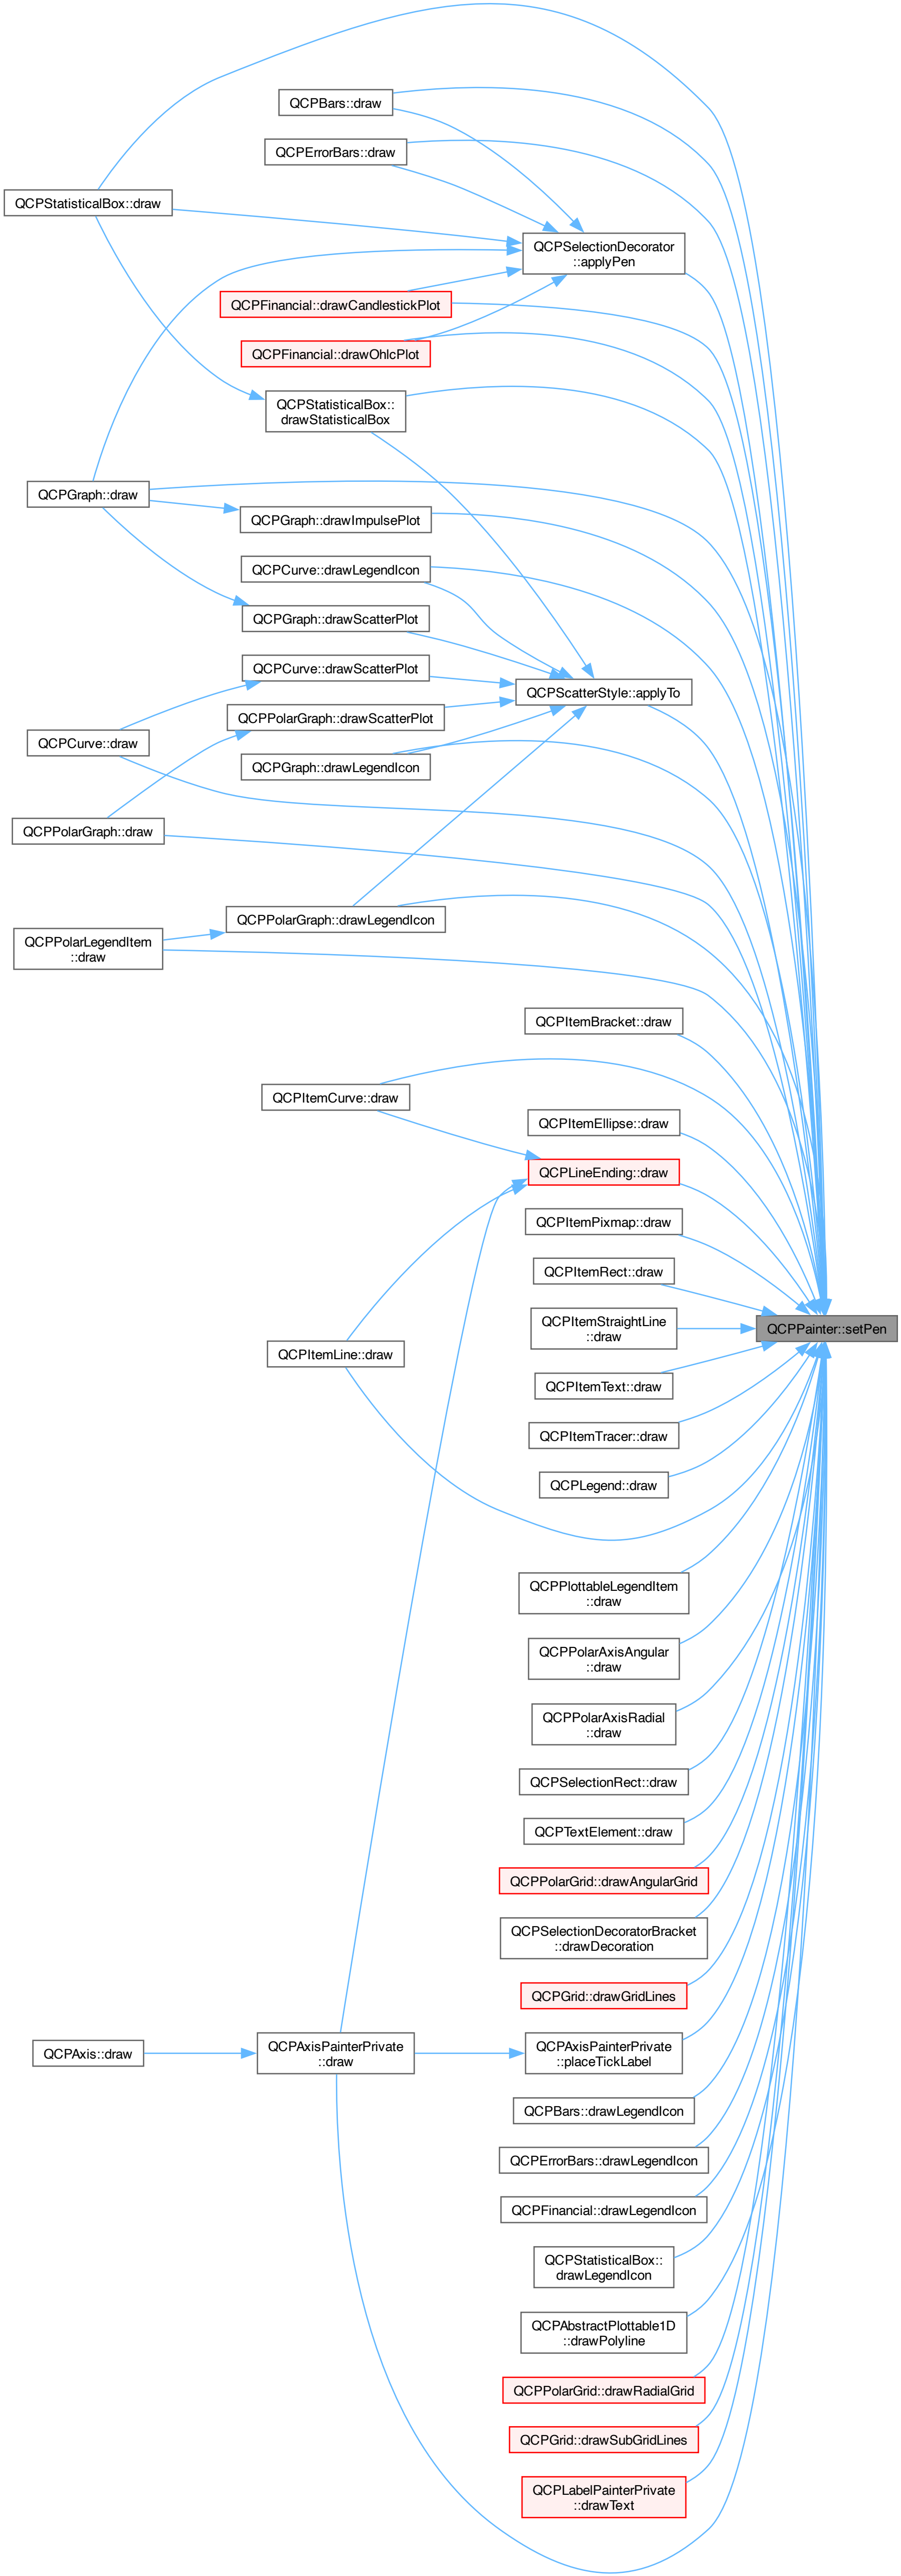 QCPBars::draw
QCPErrorBars::draw
QCPStatisticalBox::draw
QCPSelectionDecorator
::applyPen
QCPFinancial::drawCandlestickPlot
QCPFinancial::drawOhlcPlot
QCPStatisticalBox::
drawStatisticalBox
QCPGraph::draw
QCPGraph::drawImpulsePlot
QCPCurve::drawLegendIcon
QCPGraph::drawScatterPlot
QCPCurve::drawScatterPlot
QCPScatterStyle::applyTo
QCPPolarGraph::drawScatterPlot
QCPCurve::draw
QCPGraph::drawLegendIcon
QCPPolarGraph::draw
QCPPolarGraph::drawLegendIcon
QCPPolarLegendItem
::draw
QCPItemBracket::draw
QCPItemCurve::draw
QCPItemEllipse::draw
QCPLineEnding::draw
QCPItemPixmap::draw
QCPItemRect::draw
QCPItemStraightLine
::draw
QCPPainter::setPen
QCPItemLine::draw
QCPItemText::draw
QCPItemTracer::draw
QCPLegend::draw
QCPPlottableLegendItem
::draw
QCPPolarAxisAngular
::draw
QCPPolarAxisRadial
::draw
QCPSelectionRect::draw
QCPTextElement::draw
QCPPolarGrid::drawAngularGrid
QCPSelectionDecoratorBracket
::drawDecoration
QCPGrid::drawGridLines
QCPAxis::draw
QCPAxisPainterPrivate
::draw
QCPAxisPainterPrivate
::placeTickLabel
QCPBars::drawLegendIcon
QCPErrorBars::drawLegendIcon
QCPFinancial::drawLegendIcon
QCPStatisticalBox::
drawLegendIcon
QCPAbstractPlottable1D
::drawPolyline
QCPPolarGrid::drawRadialGrid
QCPGrid::drawSubGridLines
QCPLabelPainterPrivate
::drawText